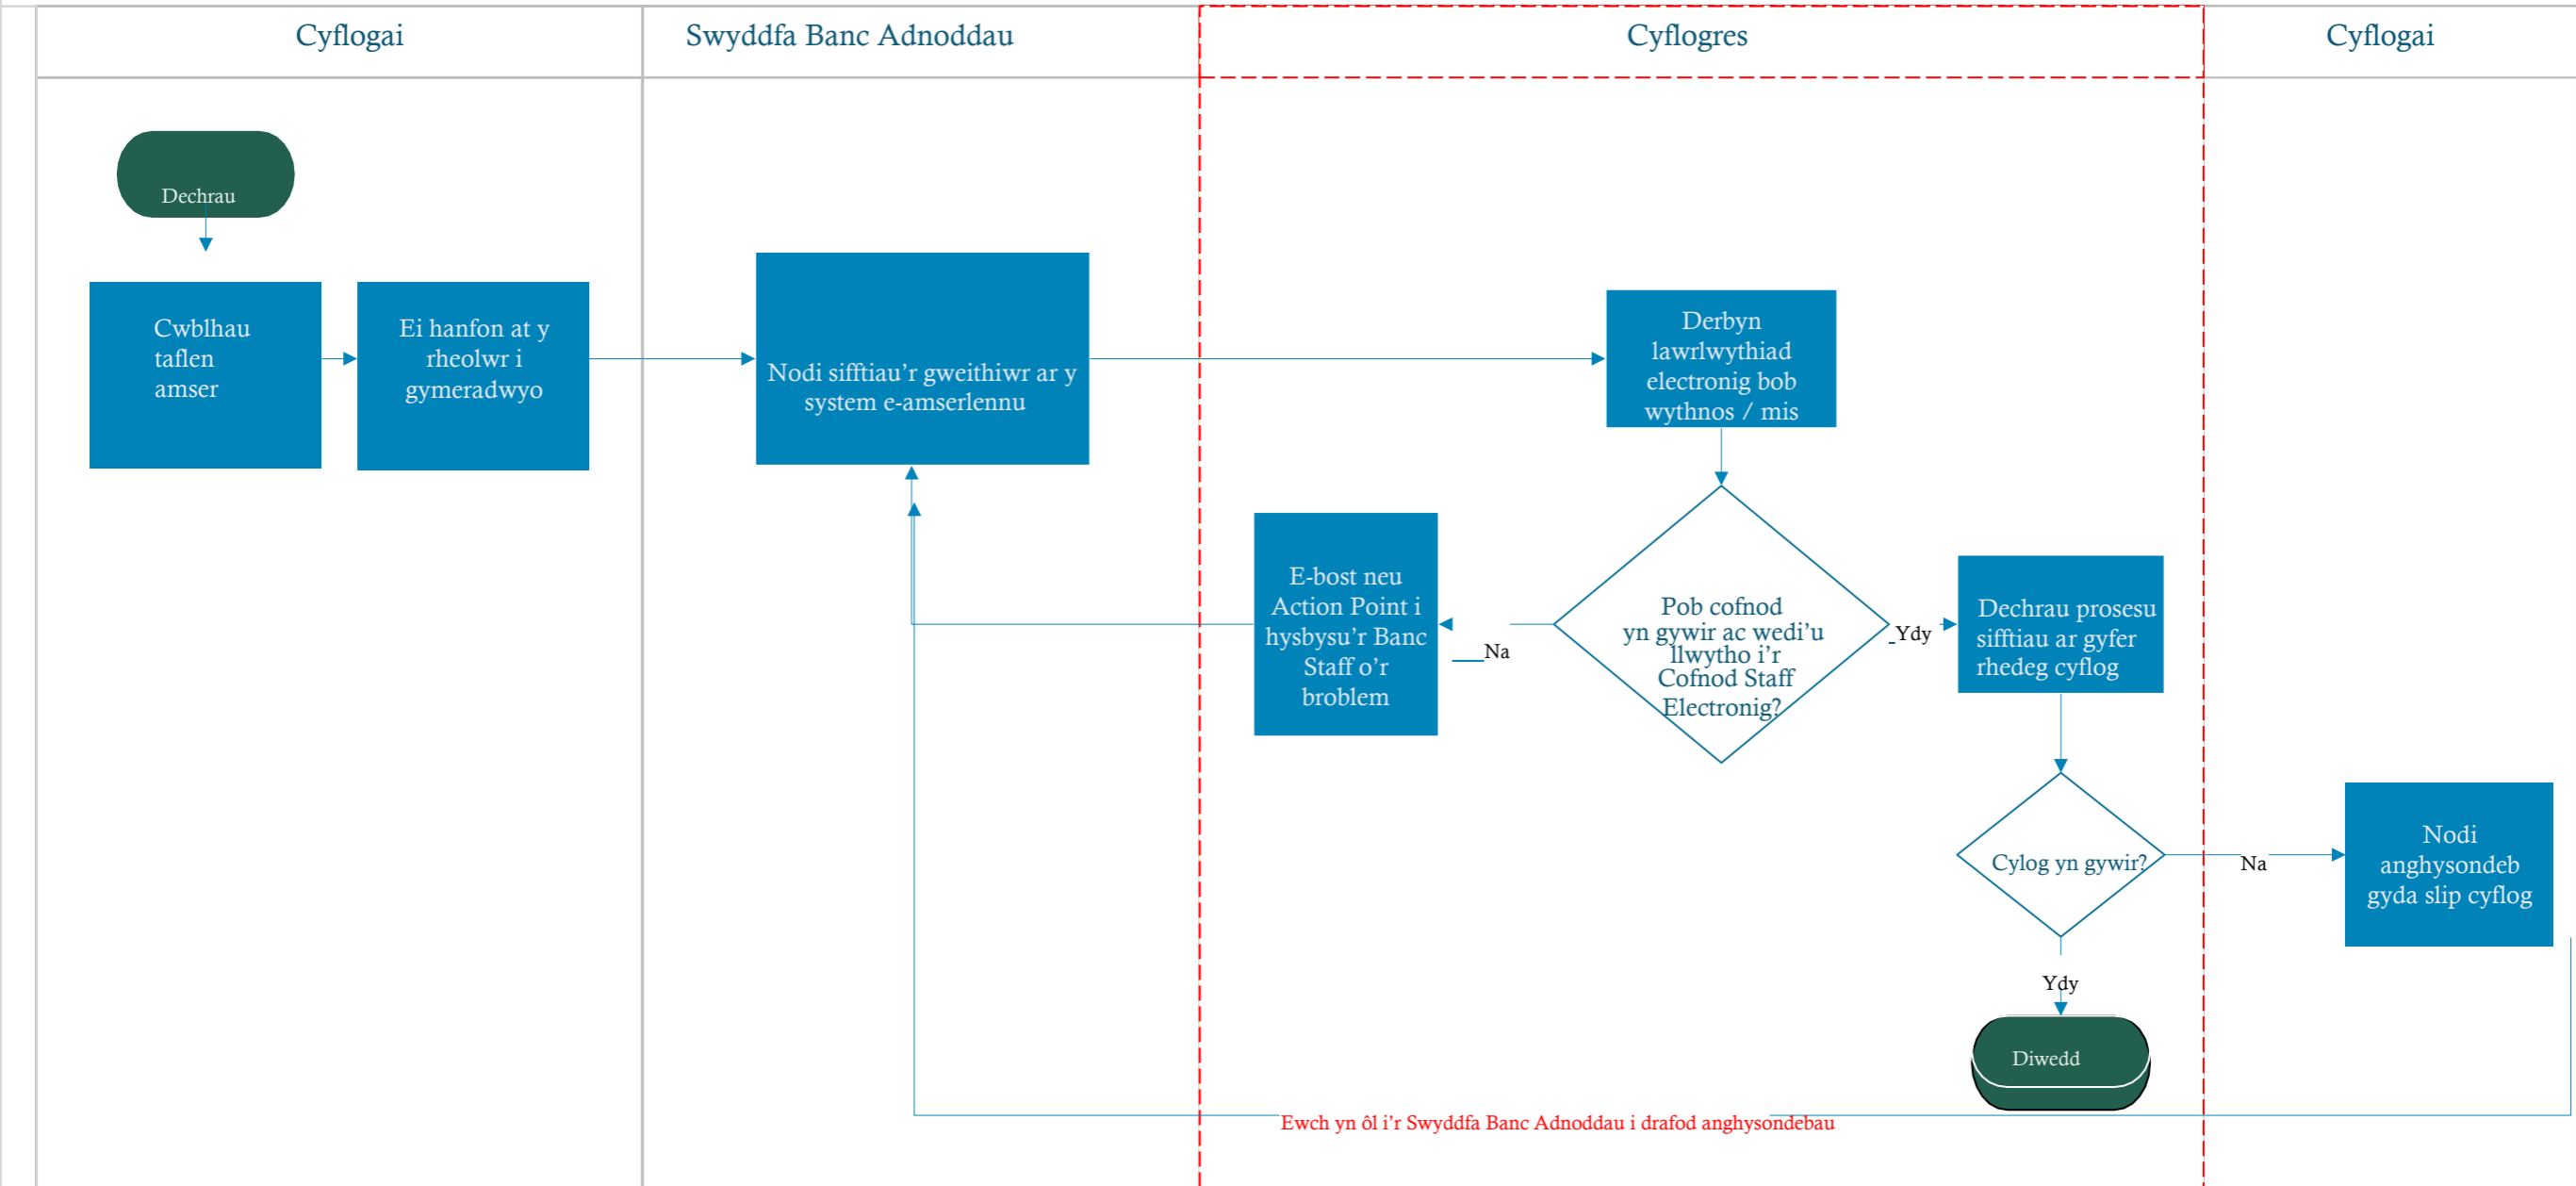 Cyflogai
Swyddfa Banc Adnoddau
Cyflogres
Cyflogai
Dechrau
Cwblhau
taflen
amser
Ei hanfon at y
rheolwr i
gymeradwyo
Nodi sifftiau’r gweithiwr ar y
system e-amserlennu
Derbyn
lawrlwythiad
electronig bob
wythnos / mis
Pob cofnod
yn gywir ac wedi’u
llwytho i’r
Cofnod Staff
Electronig?
Na
E-bost neu
Action Point i
hysbysu’r Banc
Staff o’r
broblem
Ydy
Dechrau prosesu
sifftiau ar gyfer
rhedeg cyflog
Cylog yn gywir?
Na
Nodi
anghysondeb
gyda slip cyflog
Ydy
Diwedd
Ewch yn ôl i’r Swyddfa Banc Adnoddau i drafod anghysondebau